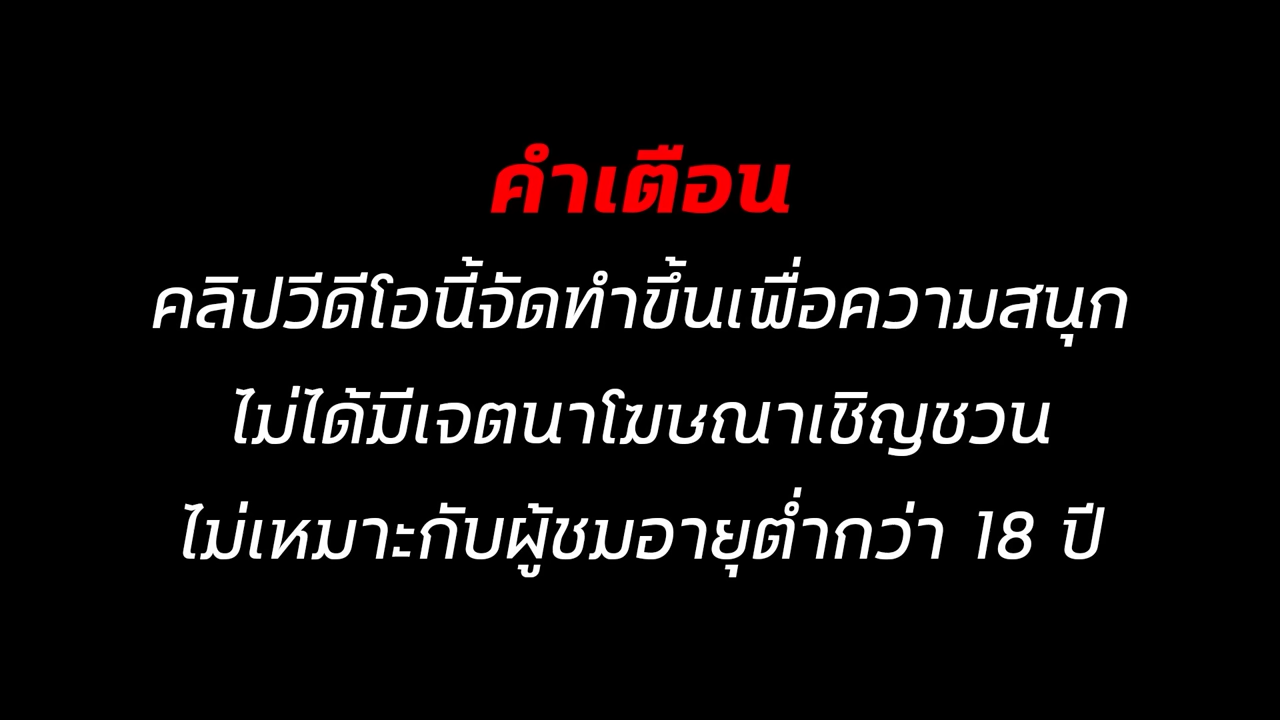 คำเตือน
คลิปวีดีโอนี้จัดทำขึ้นเพื่อความสนุก
ไม่ได้มีเจตนาโฆษณาเชิญชวน
ไม่เหมาะกับผู้ชมอายุต่ำกว่า 18 ปี